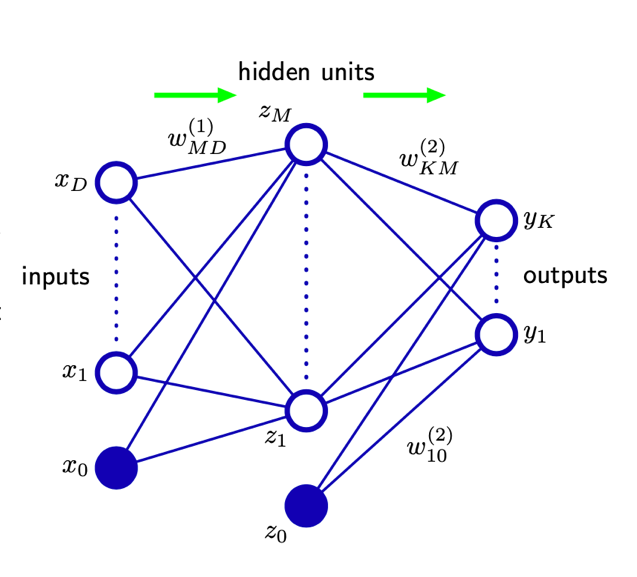 hidden units
z_M
w_{MD}^{(1)}
w_{KM}^{(2)}
x_D
y_K
inputs
outputs
y_1
x_1
z_1
w_{10}^{(2)}
x_0
z_0